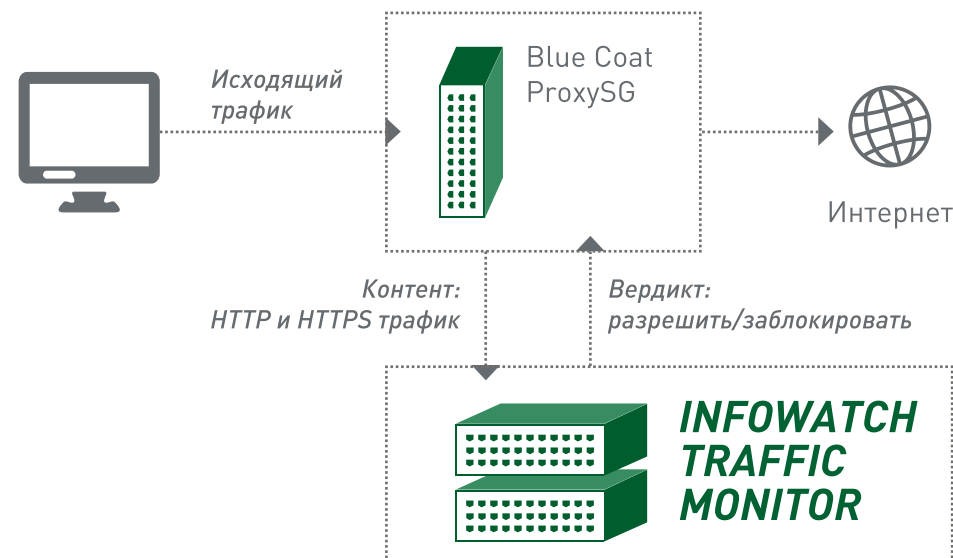 Исходящий
трафик
Blue Coat
ProxySG
Интернет
Контент:
HTTP и HTTPS трафик
Вердикт:
разрешить/заблокировать
INFOWATCH
TRAFFIC
MONITOR